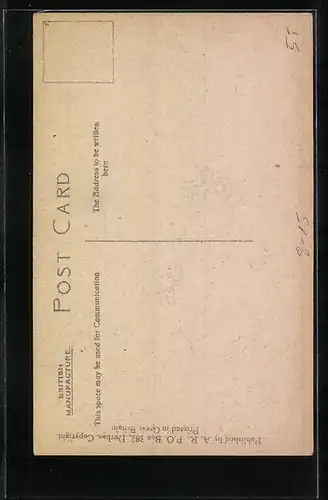 BRITISH
MANUFACTURE.
POST CARD
This space may be used for Communication
The Address to be written
here
Published by A. R. P.O. Box 382, Durban. Copyright.
Printed in Great Britain
55
8-15